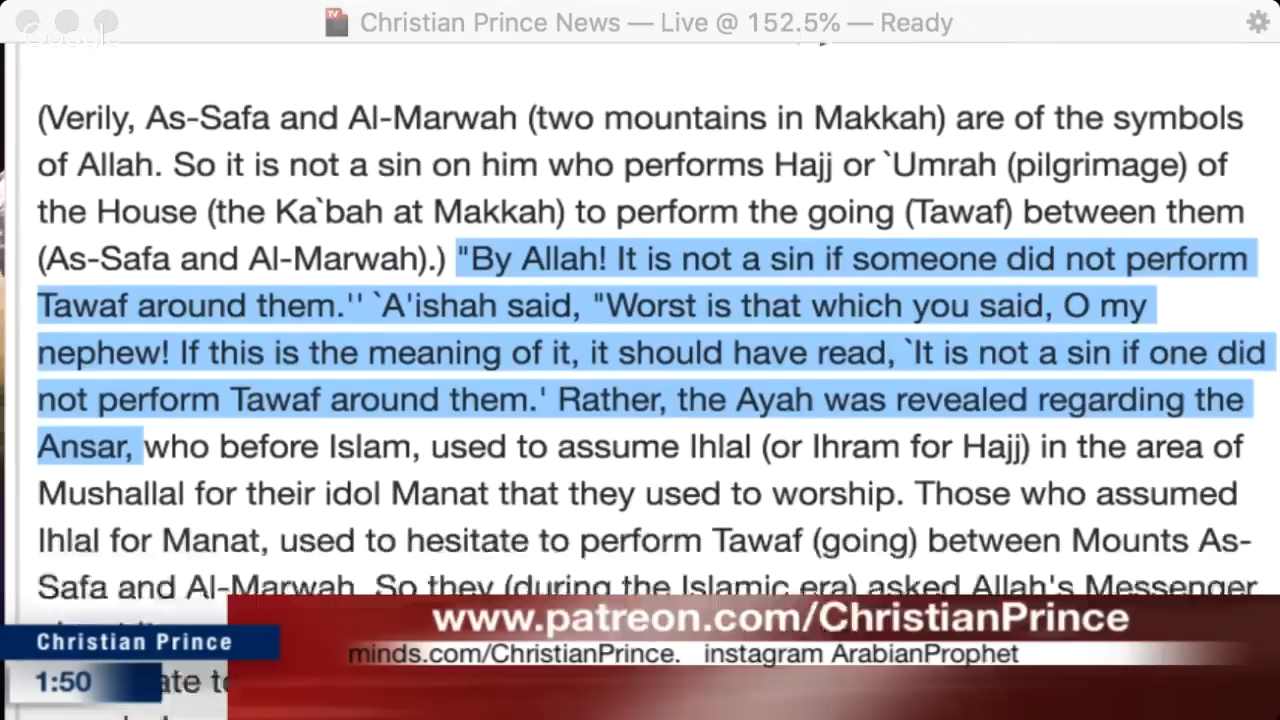 Christian Prince News — Live @ 152.5% — Ready
Google
(Verily, As-Safa and Al-Marwah (two mountains in Makkah) are of the symbols
of Allah. So it is not a sin on him who performs Hajj or `Umrah (pilgrimage) of
the House (the Ka`bah at Makkah) to perform the going (Tawaf) between them
(As-Safa and Al-Marwah).) "By Allah! It is not a sin if someone did not perform
Tawaf around them.'' `A'ishah said, "Worst is that which you said, O my
nephew! If this is the meaning of it, it should have read, `It is not a sin if one did
not perform Tawaf around them.' Rather, the Ayah was revealed regarding the
Ansar, who before Islam, used to assume Ihlal (or Ihram for Hajj) in the area of
Mushallal for their idol Manat that they used to worship. Those who assumed
Ihlal for Manat, used to hesitate to perform Tawaf (going) between Mounts As-
Safa and Al-Marwah. So they (during the Islamic era) asked Allah's Messenger
www.patreon.com/ChristianPrince
Christian Prince
minds.com/ChristianPrince. instagram ArabianProphet
1:50